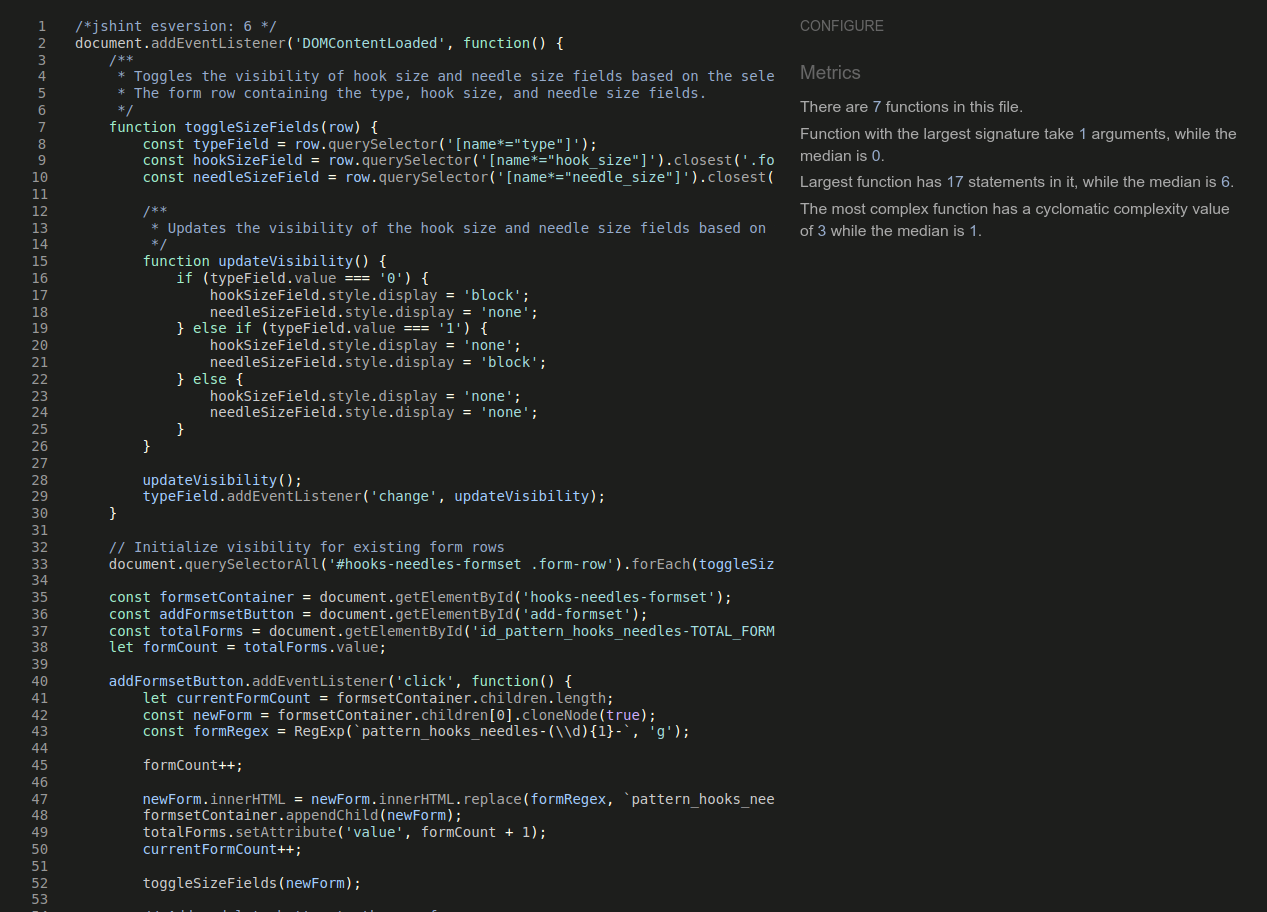 1 /*jshint esversion: 6 */
2 document.addEventListener('DOMContentLoaded', function() {
3 /**
4 * Toggles the visibility of hook size and needle size fields based on the sele
5 * The form row containing the type, hook size, and needle size fields.
6 */
7 function toggleSizeFields(row) {
8 const typeField = row.querySelector('[name*="type"]');
9 const hookSizeField = row.querySelector('[name*="hook_size"]').closest('.fo
10 const needleSizeField = row.querySelector('[name*="needle_size"]').closest(
11
12 /**
13 * Updates the visibility of the hook size and needle size fields based on
14 */
15 function updateVisibility() {
16 if (typeField.value === '0') {
17 hookSizeField.style.display = 'block';
18 needleSizeField.style.display = 'none';
19 } else if (typeField.value === '1') {
20 hookSizeField.style.display = 'none';
21 needleSizeField.style.display = 'block';
22 } else {
23 hookSizeField.style.display = 'none';
24 needleSizeField.style.display = 'none';
25 }
26 }
27
28 updateVisibility();
29 typeField.addEventListener('change', updateVisibility);
30 }
31
32 // Initialize visibility for existing form rows
33 document.querySelectorAll('#hooks-needles-formset .form-row').forEach(toggleSiz
34
35 const formsetContainer = document.getElementById('hooks-needles-formset');
36 const addFormsetButton = document.getElementById('add-formset');
37 const totalForms = document.getElementById('id_pattern_hooks_needles-TOTAL_FORM
38 let formCount = totalForms.value;
39
40 addFormsetButton.addEventListener('click', function() {
41 let currentFormCount = formsetContainer.children.length;
42 const newForm = formsetContainer.children[0].cloneNode(true);
43 const formRegex = RegExp(`pattern_hooks_needles-(\\d){1}-`, 'g');
44
45 formCount++;
46
47 newForm.innerHTML = newForm.innerHTML.replace(formRegex, `pattern_hooks_nee
48 formsetContainer.appendChild(newForm);
49 totalForms.setAttribute('value', formCount + 1);
50 currentFormCount++;
51
52 toggleSizeFields(newForm);
53
CONFIGURE
Metrics
There are 7 functions in this file.
Function with the largest signature take 1 arguments, while the
median is 0.
Largest function has 17 statements in it, while the median is 6.
The most complex function has a cyclomatic complexity value
of 3 while the median is 1.